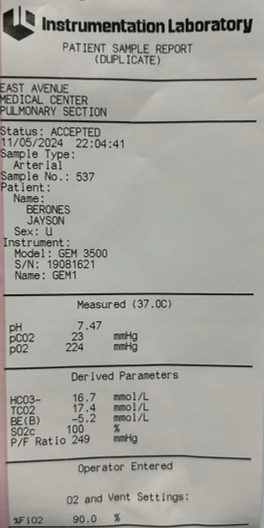 Instrumentation Laboratory
PATIENT SAMPLE REPORT
(DUPLICATE)
EAST AVENUE
MEDICAL CENTER
PULMONARY SECTION
Status: ACCEPTED
11/05/2024 22:04:41
Sample Type:
Arterial
Sample No.: 537
Patient:
Name:
BERONES
JAYSON
Sex: U
Instrument:
Model: GEM 3500
S/N: 19081621
Name: GEM1
Measured (37.0C)
pH 7.47
pCO2 23 mmHg
pO2 224 mmHg
Derived Parameters
HCO3- 16.7 mmol/L
TCO2 17.4 mmol/L
BE(B) -5.2 mmol/L
SO2c 100 %
P/F Ratio 249 mmHg
Operator Entered
O2 and Vent Settings:
%FIO2 90.0 %